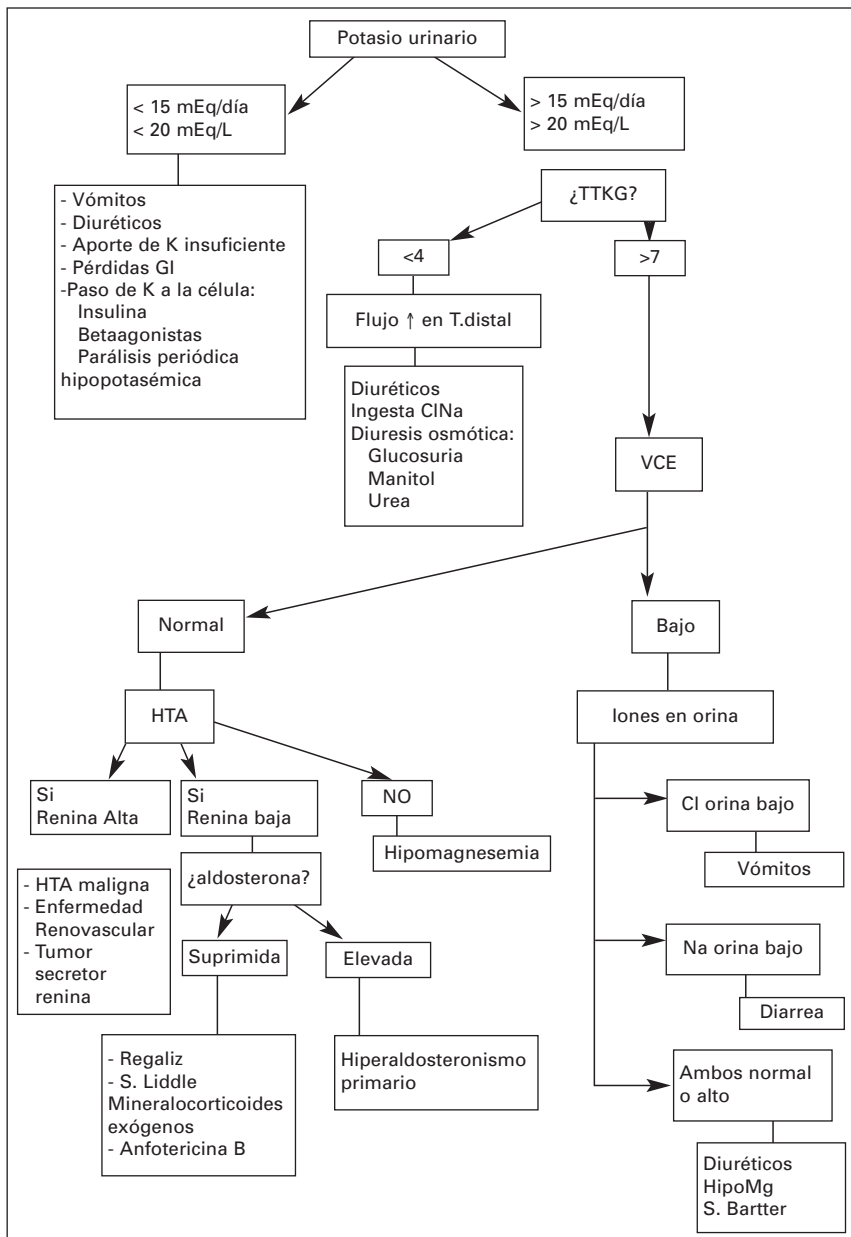 Potasio urinario
< 15 mEq/día
< 20 mEq/L
> 15 mEq/día
> 20 mEq/L
- Vómitos
- Diuréticos
- Aporte de K insuficiente
- Pérdidas GI
-Paso de K a la célula:
Insulina
Betaagonistas
Parálisis periódica
hipopotasémica
¿TTKG?
<4
>7
Flujo ↑ en T.distal
Diuréticos
Ingesta ClNa
Diuresis osmótica:
Glucosuria
Manitol
Urea
VCE
Normal
Bajo
HTA
Iones en orina
Si
Renina Alta
Si
Renina baja
NO
Hipomagnesemia
- HTA maligna
- Enfermedad
Renovascular
- Tumor
secretor
renina
¿aldosterona?
Suprimida
Elevada
- Regaliz
- S. Liddle
Mineralocorticoides
exógenos
- Anfotericina B
Hiperaldosteronismo
primario
Cl orina bajo
Vómitos
Na orina bajo
Diarrea
Ambos normal
o alto
Diuréticos
HipoMg
S. Bartter